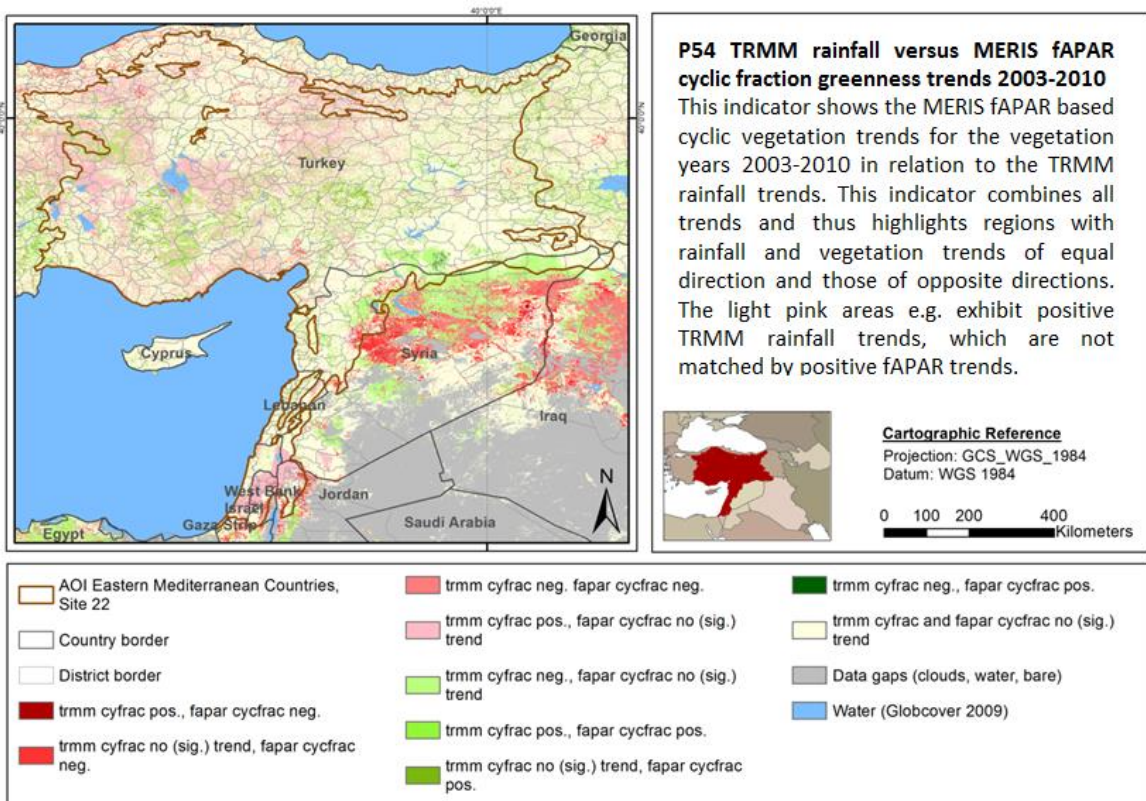 40°0'0"E
Georgia
40°0'N
40°0'N
Turkey
Cyprus
Syria
Lebanon
Iraq
West Bank
Israel
Jordan
Gaza Strip
Egypt
Saudi Arabia
N
40°0'0"E
P54 TRMM rainfall versus MERIS fAPAR
cyclic fraction greenness trends 2003-2010
This indicator shows the MERIS fAPAR based
cyclic vegetation trends for the vegetation
years 2003-2010 in relation to the TRMM
rainfall trends. This indicator combines all
trends and thus highlights regions with
rainfall and vegetation trends of equal
direction and those of opposite directions.
The light pink areas e.g. exhibit positive
TRMM rainfall trends, which are not
matched by positive fAPAR trends.
Cartographic Reference
Projection: GCS_WGS_1984
Datum: WGS 1984
0 100 200 400
Kilometers
AOI Eastern Mediterranean Countries,
Site 22
Country border
District border
trmm cyfrac pos., fapar cycfrac neg.
trmm cyfrac no (sig.) trend, fapar cycfrac
neg.
trmm cyfrac neg. fapar cycfrac neg.
trmm cyfrac pos., fapar cycfrac no (sig.)
trend
trmm cyfrac neg., fapar cycfrac no (sig.)
trend
trmm cyfrac pos., fapar cycfrac pos.
trmm cyfrac no (sig.) trend, fapar cycfrac
pos.
trmm cyfrac neg., fapar cycfrac pos.
trmm cyfrac and fapar cycfrac no (sig.)
trend
Data gaps (clouds, water, bare)
Water (Globcover 2009)